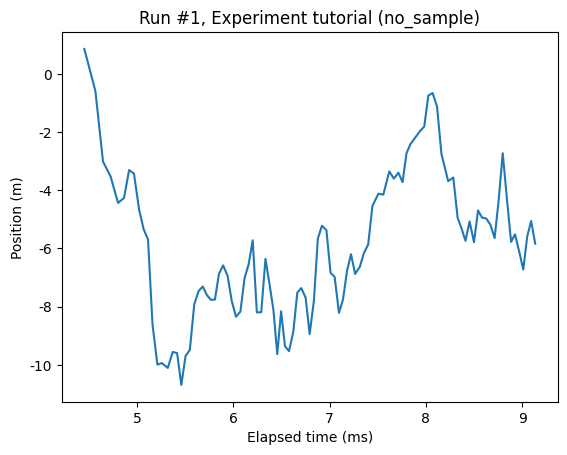 Run #1, Experiment tutorial (no_sample)
Position (m)
0
-2
-4
-6
-8
-10
5 6 7 8 9
Elapsed time (ms)